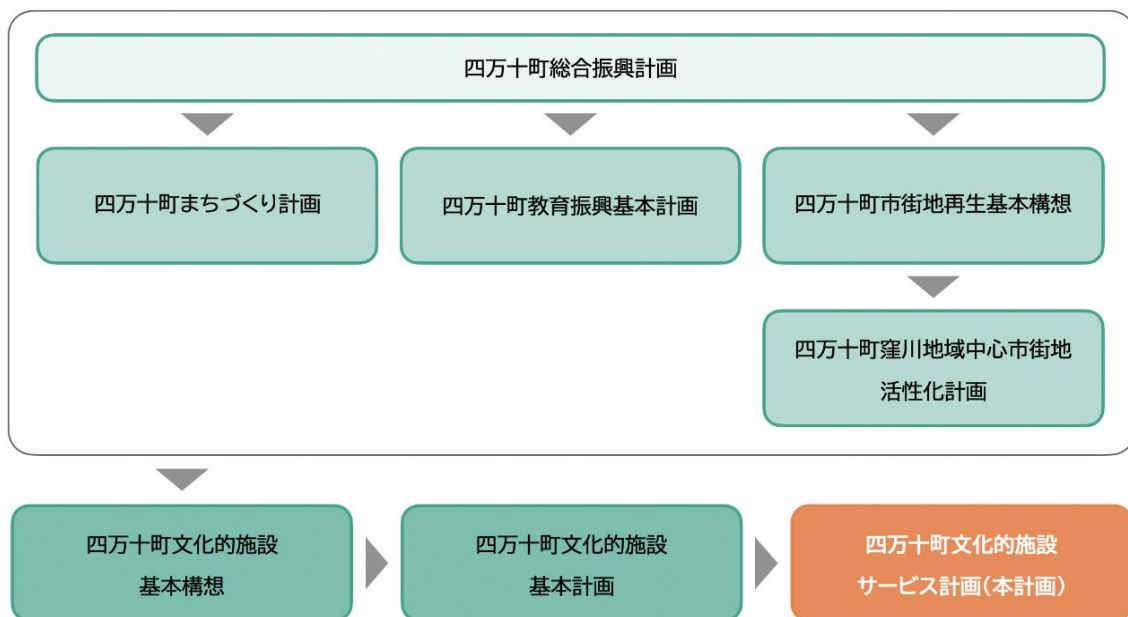 四万十町総合振興計画
四万十町まちづくり計画
四万十町教育振興基本計画
四万十町市街地再生基本構想
四万十町窪川地域中心市街地
活性化計画
四万十町文化的施設
基本構想
四万十町文化的施設
基本計画
四万十町文化的施設
サービス計画(本計画)